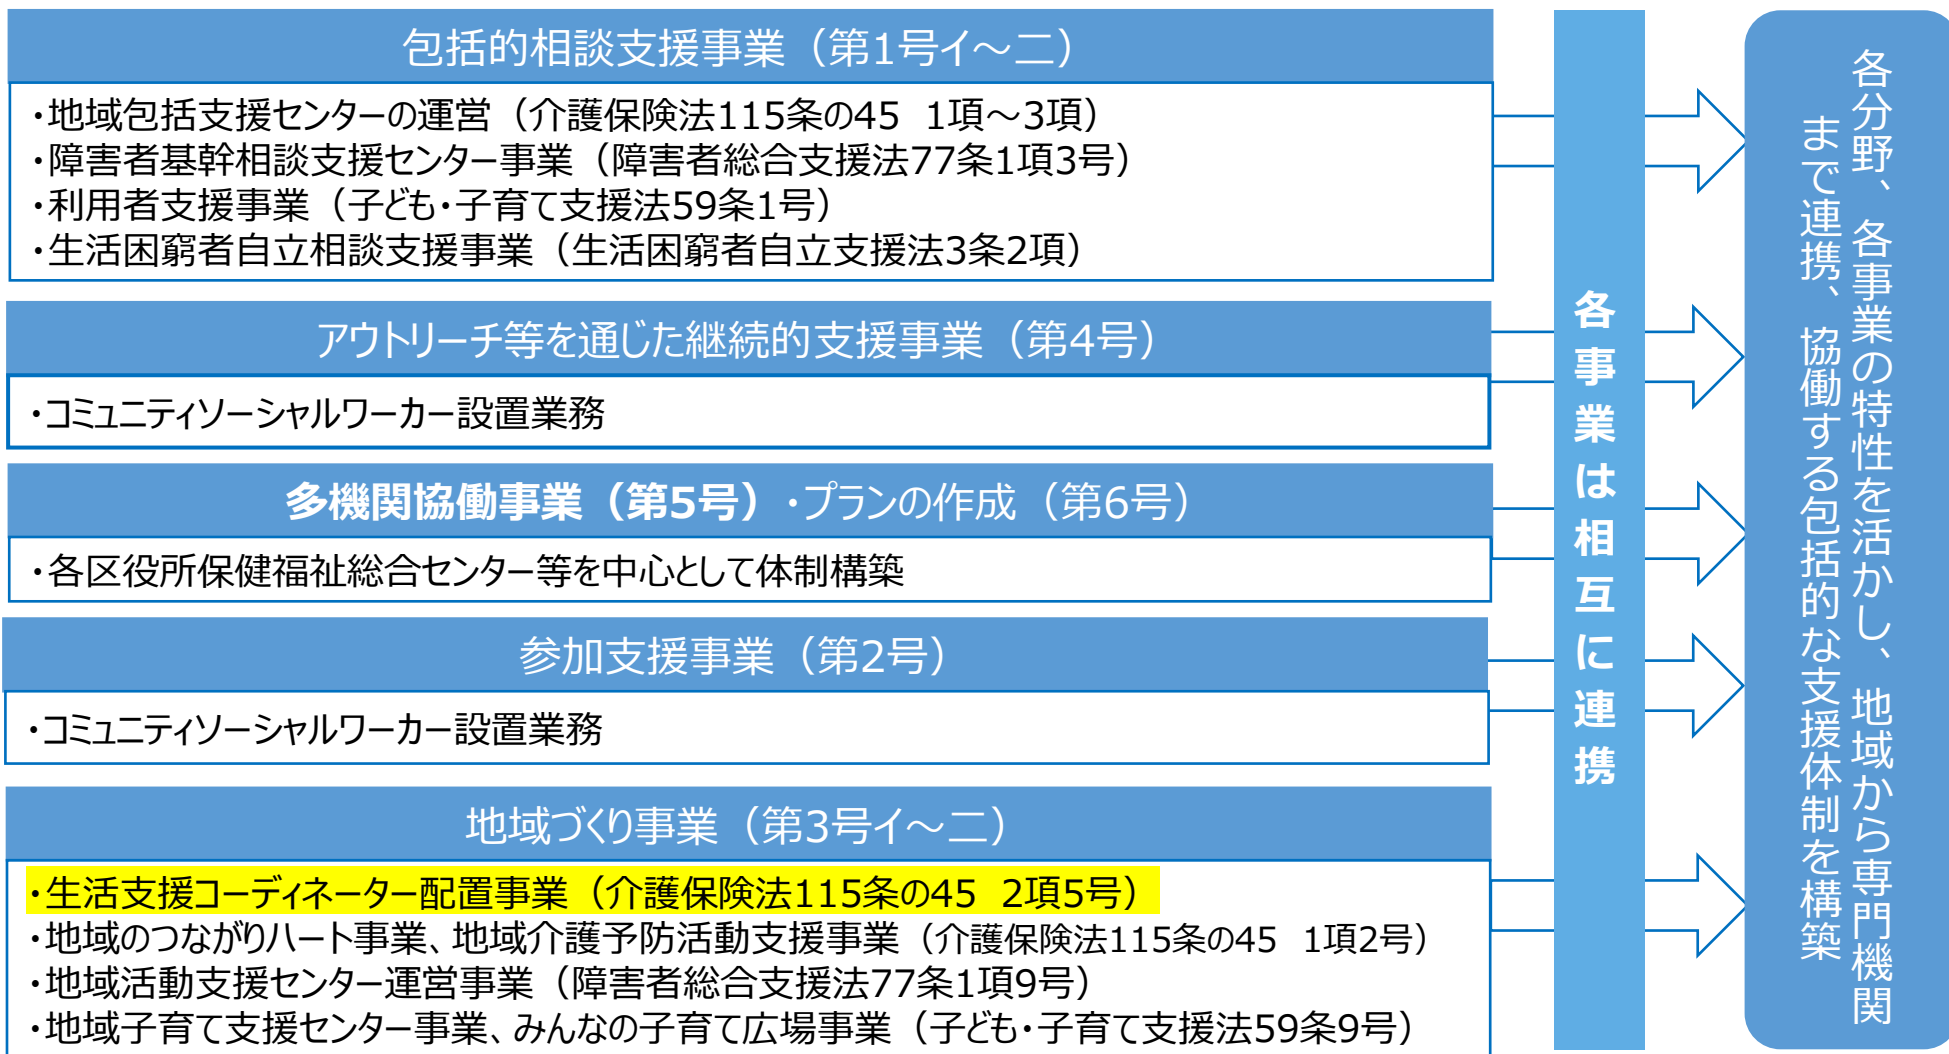 包括的相談支援事業（第1号イ～ニ）
・地域包括支援センターの運営（介護保険法115条の45 1項～3項）
・障害者基幹相談支援センター事業（障害者総合支援法77条1項3号）
・利用者支援事業（子ども・子育て支援法59条1号）
・生活困窮者自立相談支援事業（生活困窮者自立支援法3条2項）
アウトリーチ等を通じた継続的支援事業（第4号）
・コミュニティソーシャルワーカー設置業務
多機関協働事業（第5号）・プランの作成（第6号）
・各区役所保健福祉総合センター等を中心として体制構築
参加支援事業（第2号）
・コミュニティソーシャルワーカー設置業務
地域づくり事業（第3号イ～ニ）
・生活支援コーディネーター配置事業（介護保険法115条の45 2項5号）
・地域のつながりハート事業、地域介護予防活動支援事業（介護保険法115条の45 1項2号）
・地域活動支援センター運営事業（障害者総合支援法77条1項9号）
・地域子育て支援センター事業、みんなの子育て広場事業（子ども・子育て支援法59条9号）
各事業は相互に連携
各分野、各事業の特性を活かし、地域から専門機関
まで連携、協働する包括的な支援体制を構築